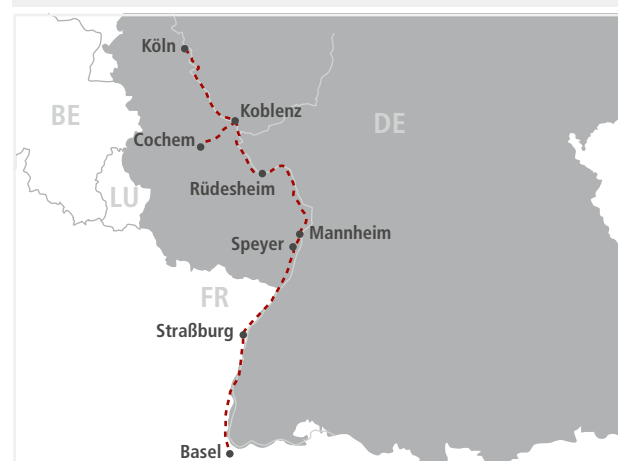 Köln
BE
Koblenz
DE
Cochem
LU
Rüdesheim
Mannheim
Speyer
FR
Straßburg
Basel